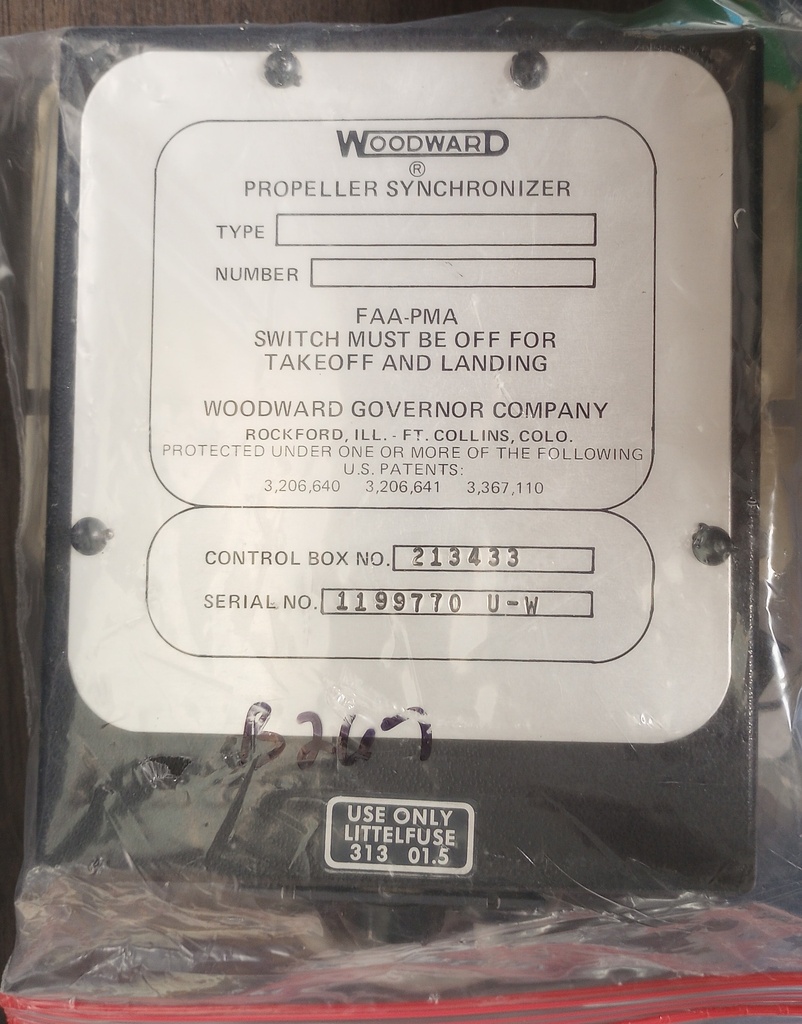 WOODWARD
®
PROPELLER SYNCHRONIZER
TYPE
NUMBER
FAA-PMA
SWITCH MUST BE OFF FOR
TAKEOFF AND LANDING
WOODWARD GOVERNOR COMPANY
ROCKFORD, ILL. - FT. COLLINS, COLO.
PROTECTED UNDER ONE OR MORE OF THE FOLLOWING
U.S. PATENTS:
3,206,640 3,206,641 3,367,110
CONTROL BOX NO. 213433
SERIAL NO. 1199770 U-W
USE ONLY
LITTELFUSE
313 01.5